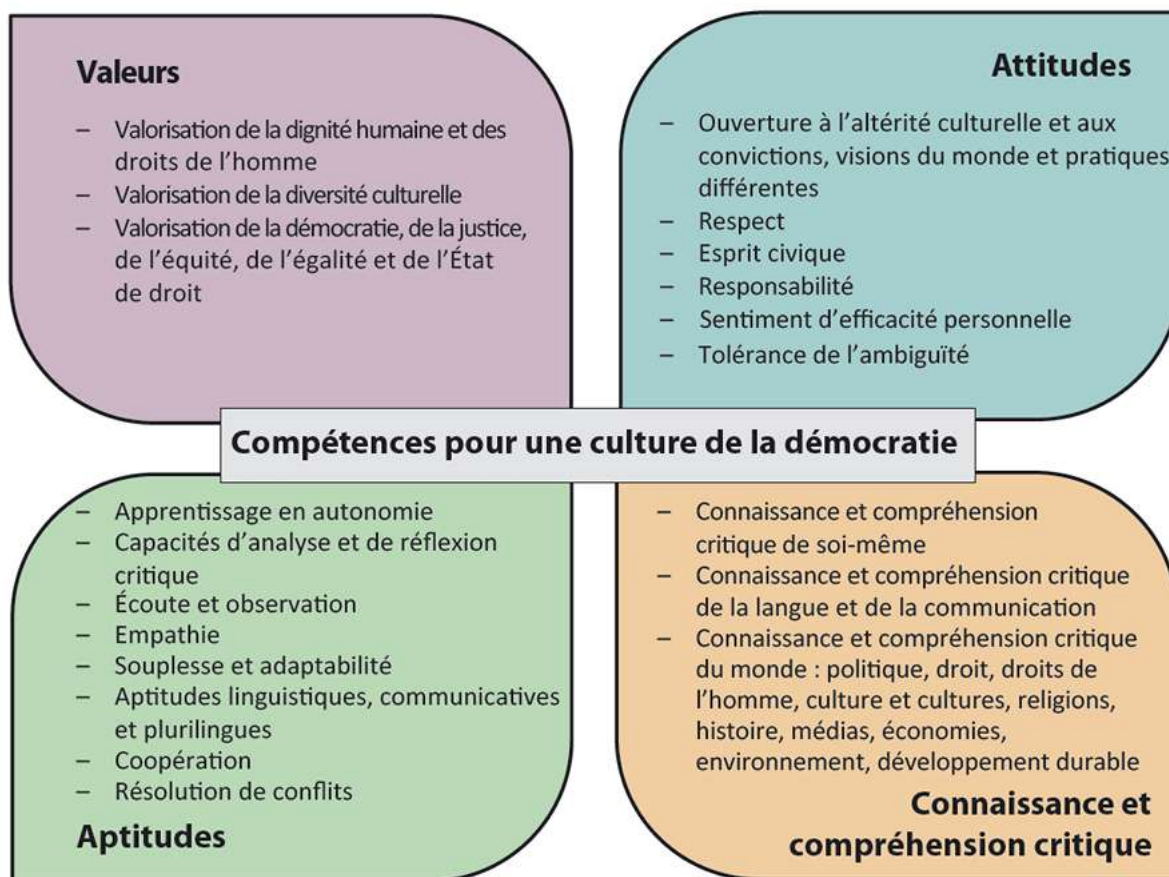 Valeurs
– Valorisation de la dignité humaine et des
droits de l’homme
– Valorisation de la diversité culturelle
– Valorisation de la démocratie, de la justice,
de l’équité, de l’égalité et de l’État
de droit
Attitudes
– Ouverture à l’altérité culturelle et aux
convictions, visions du monde et pratiques
différentes
– Respect
– Esprit civique
– Responsabilité
– Sentiment d’efficacité personnelle
– Tolérance de l’ambiguïté
Compétences pour une culture de la démocratie
– Apprentissage en autonomie
– Capacités d’analyse et de réflexion
critique
– Écoute et observation
– Empathie
– Souplesse et adaptabilité
– Aptitudes linguistiques, communicatives
et plurilingues
– Coopération
– Résolution de conflits
Aptitudes
– Connaissance et compréhension
critique de soi-même
– Connaissance et compréhension critique
de la langue et de la communication
– Connaissance et compréhension critique
du monde : politique, droit, droits de
l’homme, culture et cultures, religions,
histoire, médias, économies,
environnement, développement durable
Connaissance et
compréhension critique